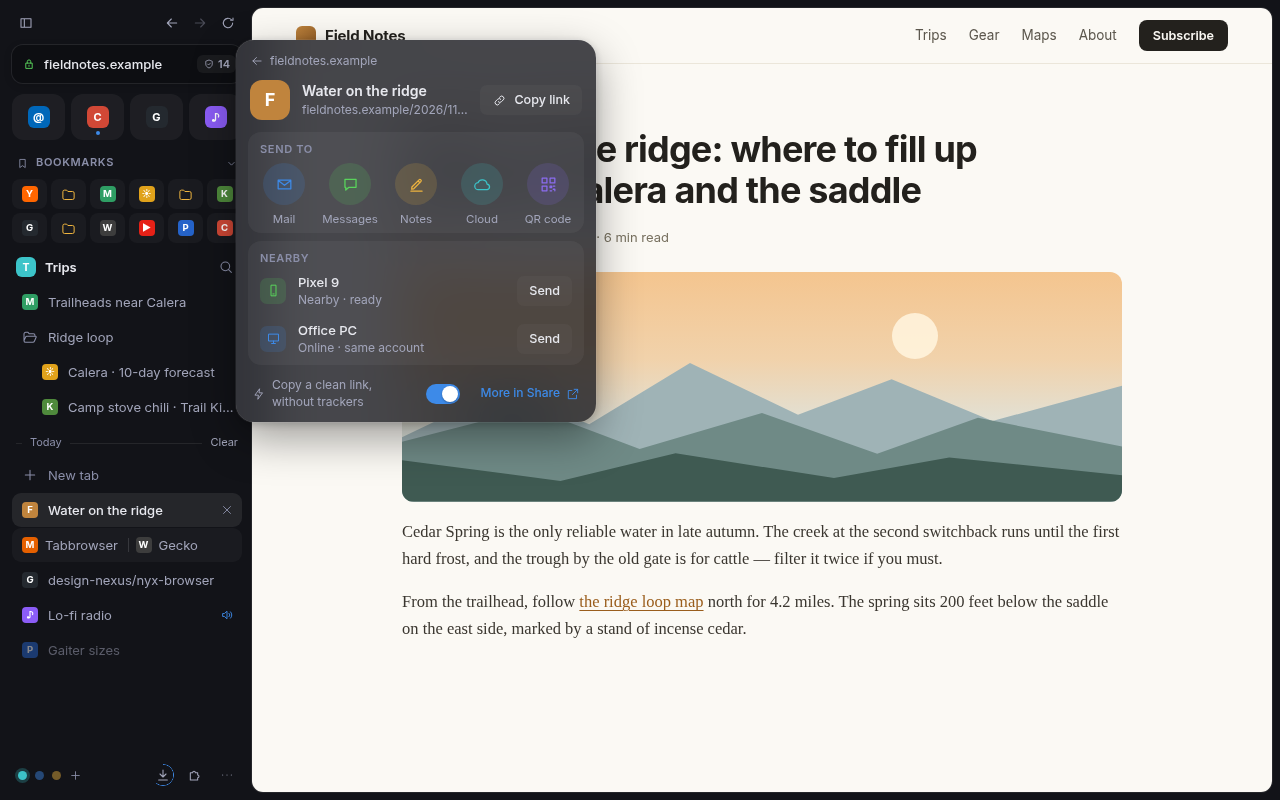 fieldnotes.example
14
@
C
G
BOOKMARKS
Y
M
K
G
W
P
C
T
Trips
M
Trailheads near Calera
Ridge loop
Calera · 10-day forecast
K
Camp stove chili · Trail Ki...
Today
Clear
New tab
F
Water on the ridge
M
Tabbrowser
W
Gecko
G
design-nexus/nyx-browser
Lo-fi radio
P
Gaiter sizes
fieldnotes.example
F
Water on the ridge
fieldnotes.example/2026/11...
Copy link
SEND TO
Mail
Messages
Notes
Cloud
QR code
NEARBY
Pixel 9
Nearby · ready
Send
Office PC
Online · same account
Send
Copy a clean link,
without trackers
More in Share
Field Notes
Trips
Gear
Maps
About
Subscribe
e ridge: where to fill up
alera and the saddle
· 6 min read
Cedar Spring is the only reliable water in late autumn. The creek at the second switchback runs until the first
hard frost, and the trough by the old gate is for cattle — filter it twice if you must.
From the trailhead, follow the ridge loop map north for 4.2 miles. The spring sits 200 feet below the saddle
on the east side, marked by a stand of incense cedar.